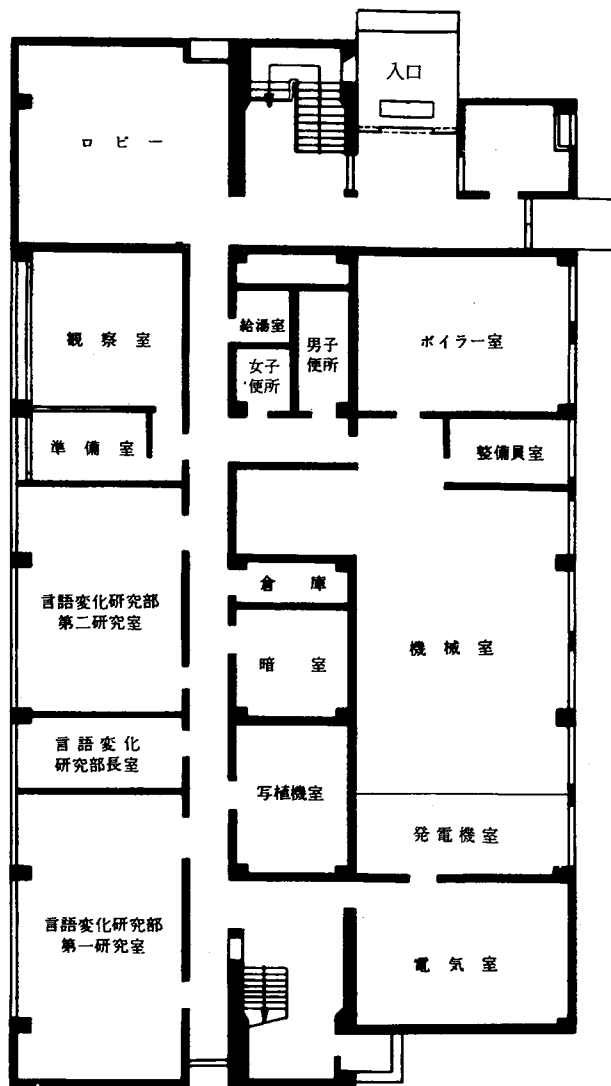 入口
ロビー
観察室
給湯室
男子
便所
ボイラー室
女子
便所
準備室
整備員室
言語変化研究部
第二研究室
倉庫
暗室
機械室
言語変化
研究部長室
写植機室
発電機室
言語変化研究部
第一研究室
電気室